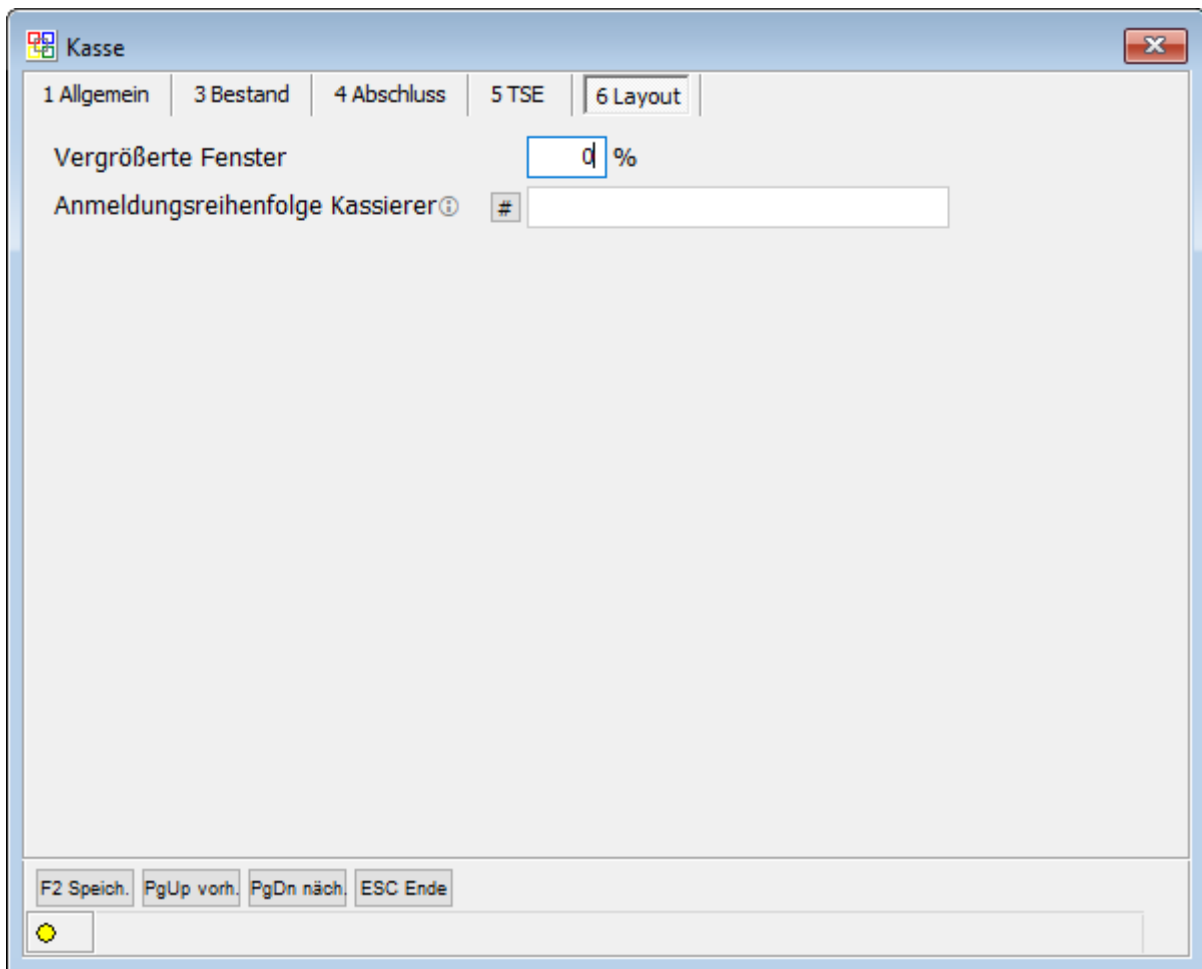 Kasse
1 Allgemein 3 Bestand 4 Abschluss 5 TSE 6 Layout
Vergrößerte Fenster 0 %
Anmeldungsreihenfolge Kassierer #
F2 Speich. PgUp vorh. PgDn näch. ESC Ende